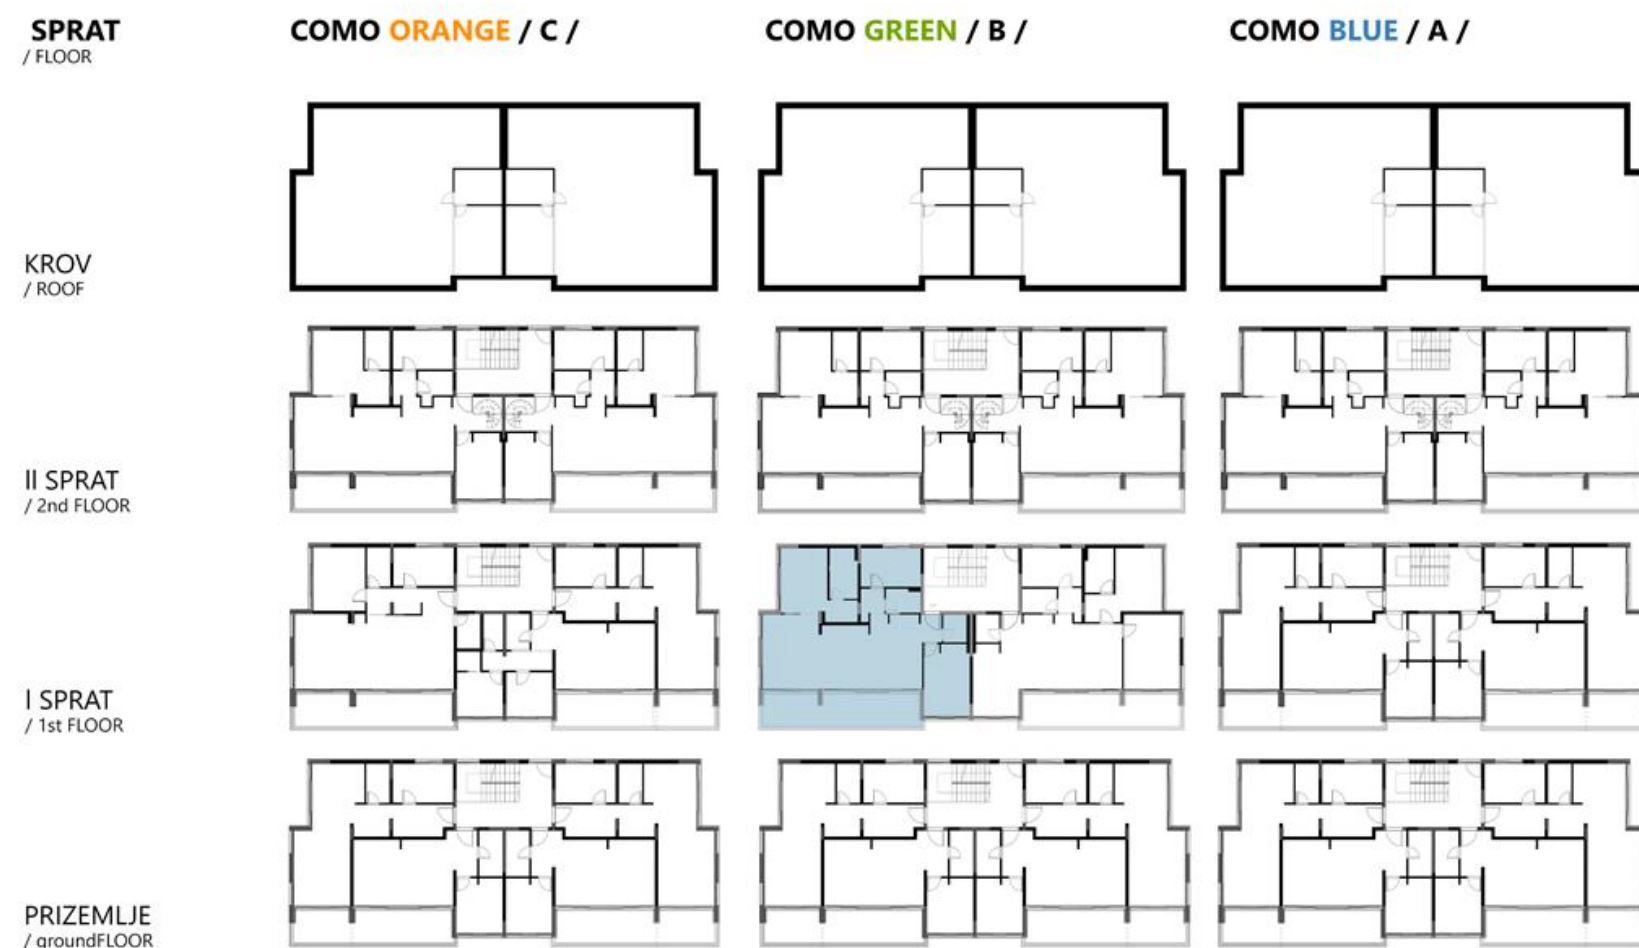 SPRAT
/ FLOOR
COMO ORANGE / C /
COMO GREEN / B /
COMO BLUE / A /
KROV
/ ROOF
II SPRAT
/ 2nd FLOOR
I SPRAT
/ 1st FLOOR
PRIZEMLJE
/ groundFLOOR